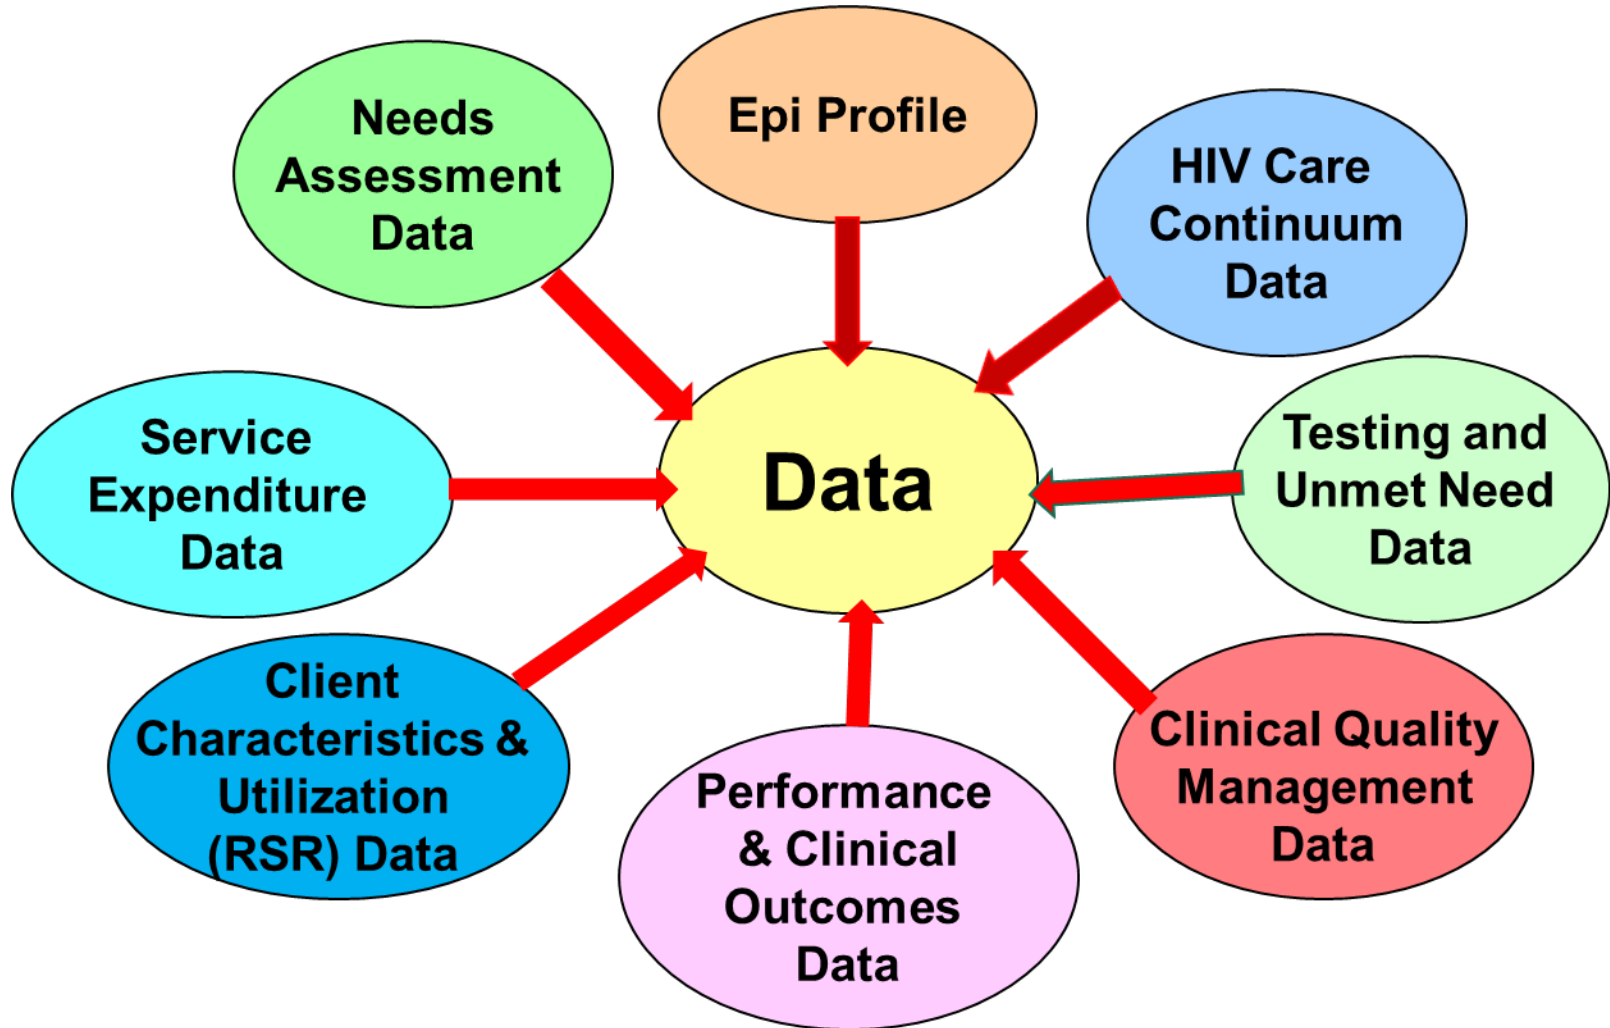 Needs
Assessment
Data
Epi Profile
HIV Care
Continuum
Data
Service
Expenditure
Data
Data
Testing and
Unmet Need
Data
Client
Characteristics &
Utilization
(RSR) Data
Performance
& Clinical
Outcomes
Data
Clinical Quality
Management
Data